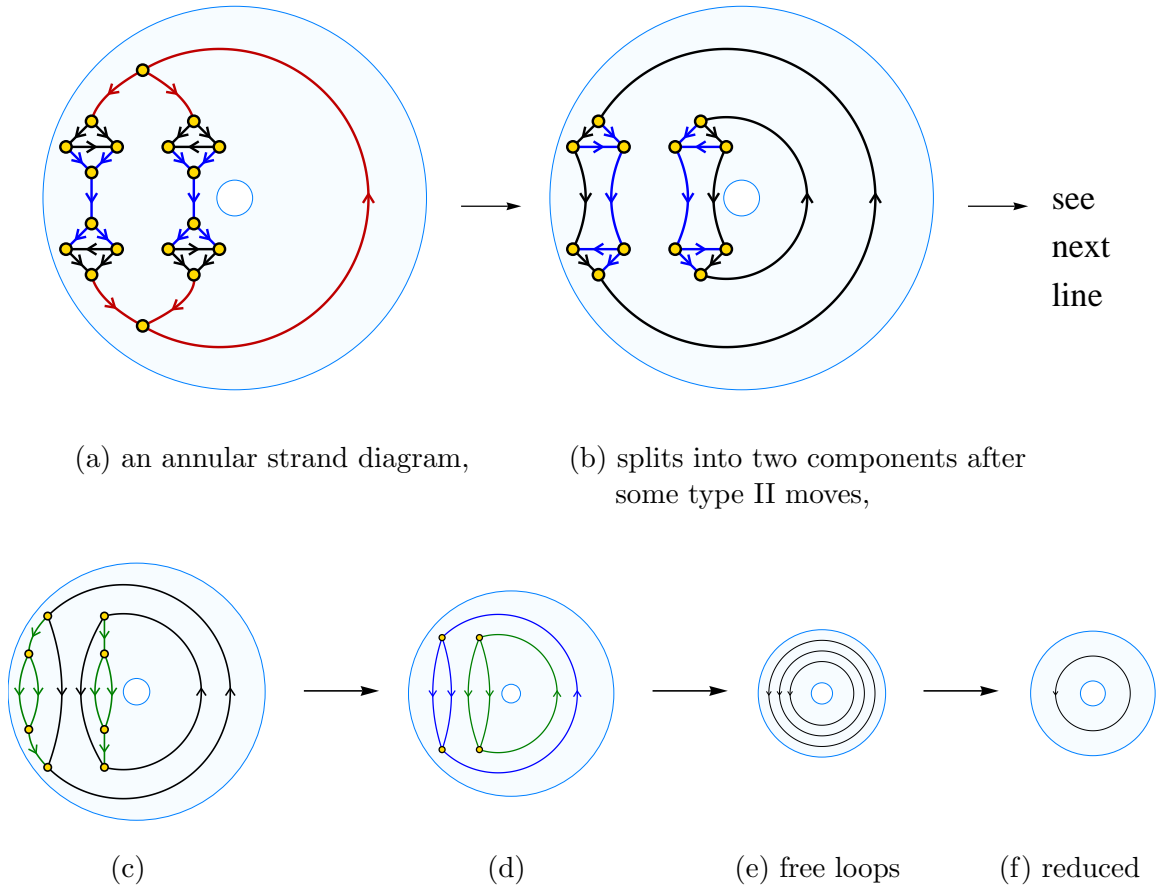 see
next
line
(a) an annular strand diagram,
(b) splits into two components after
some type II moves,
(c)
(d)
(e) free loops
(f) reduced